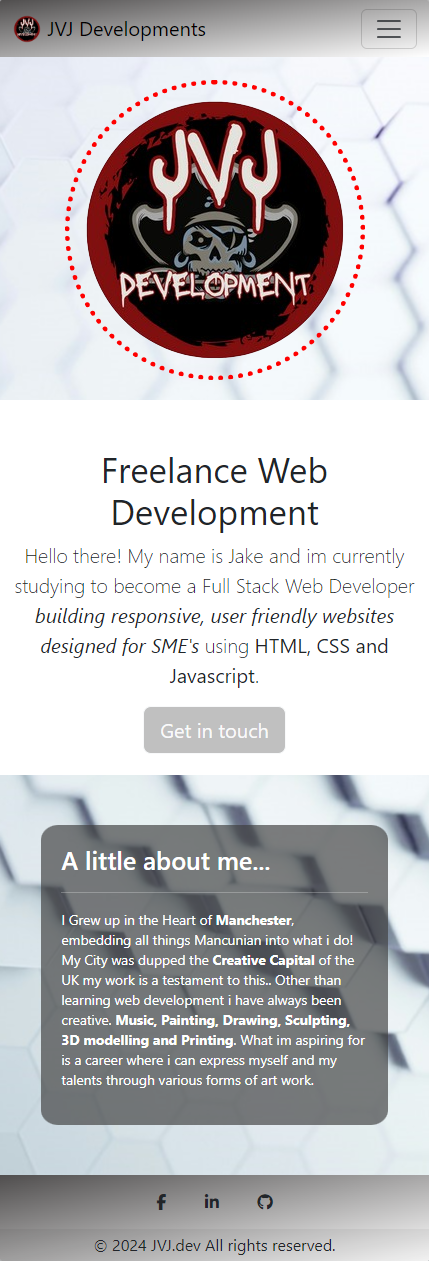 JVJ Developments
JVJ
DEVELOPMENT
Freelance Web
Development
Hello there! My name is Jake and im currently
studying to become a Full Stack Web Developer
building responsive, user friendly websites
designed for SME's using HTML, CSS and
Javascript.
Get in touch
A little about me...
I Grew up in the Heart of Manchester,
embedding all things Mancunian into what i do!
My City was dupped the Creative Capital of the
UK my work is a testament to this.. Other than
learning web development i have always been
creative. Music, Painting, Drawing, Sculpting,
3D modelling and Printing. What im aspiring for
is a career where i can express myself and my
talents through various forms of art work.
© 2024 JVJ.dev All rights reserved.